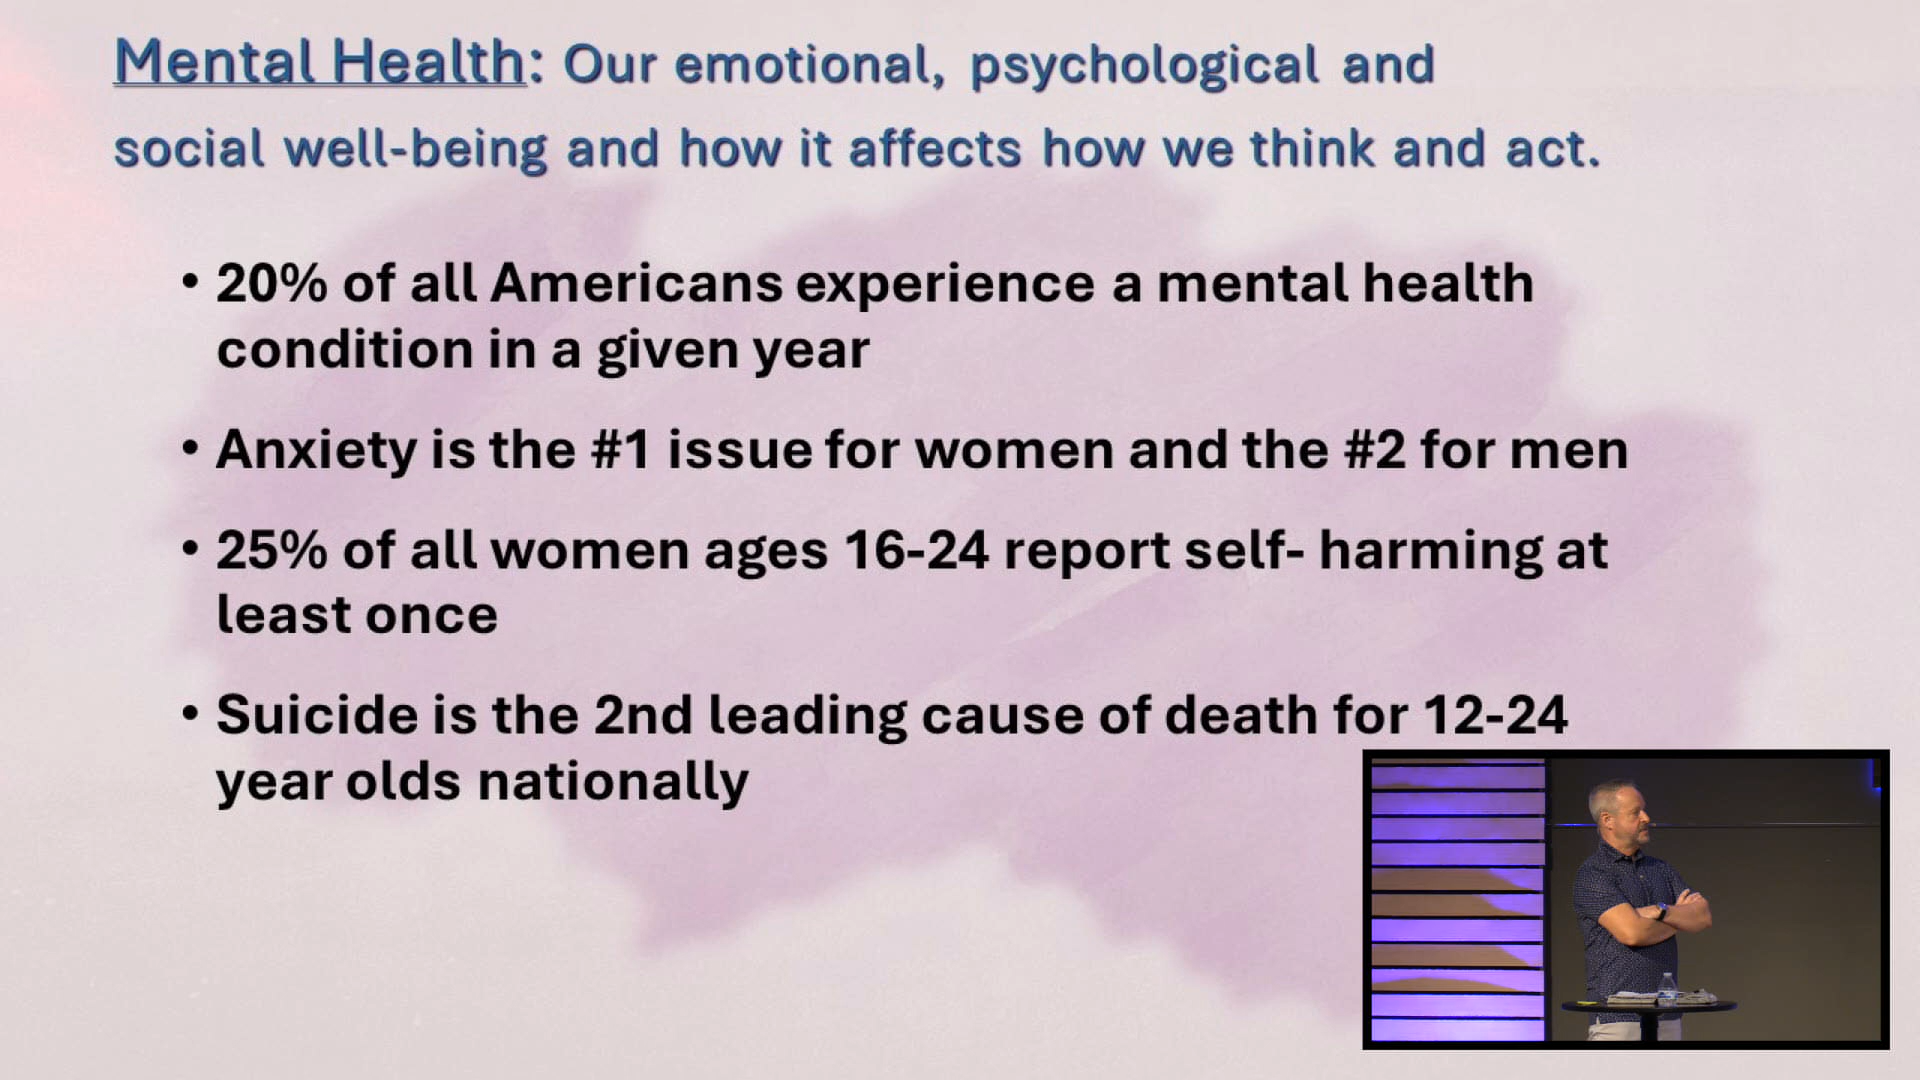 Mental Health: Our emotional, psychological and
social well-being and how it affects how we think and act.
• 20% of all Americans experience a mental health
condition in a given year
• Anxiety is the #1 issue for women and the #2 for men
• 25% of all women ages 16-24 report self- harming at
least once
• Suicide is the 2nd leading cause of death for 12-24
year olds nationally